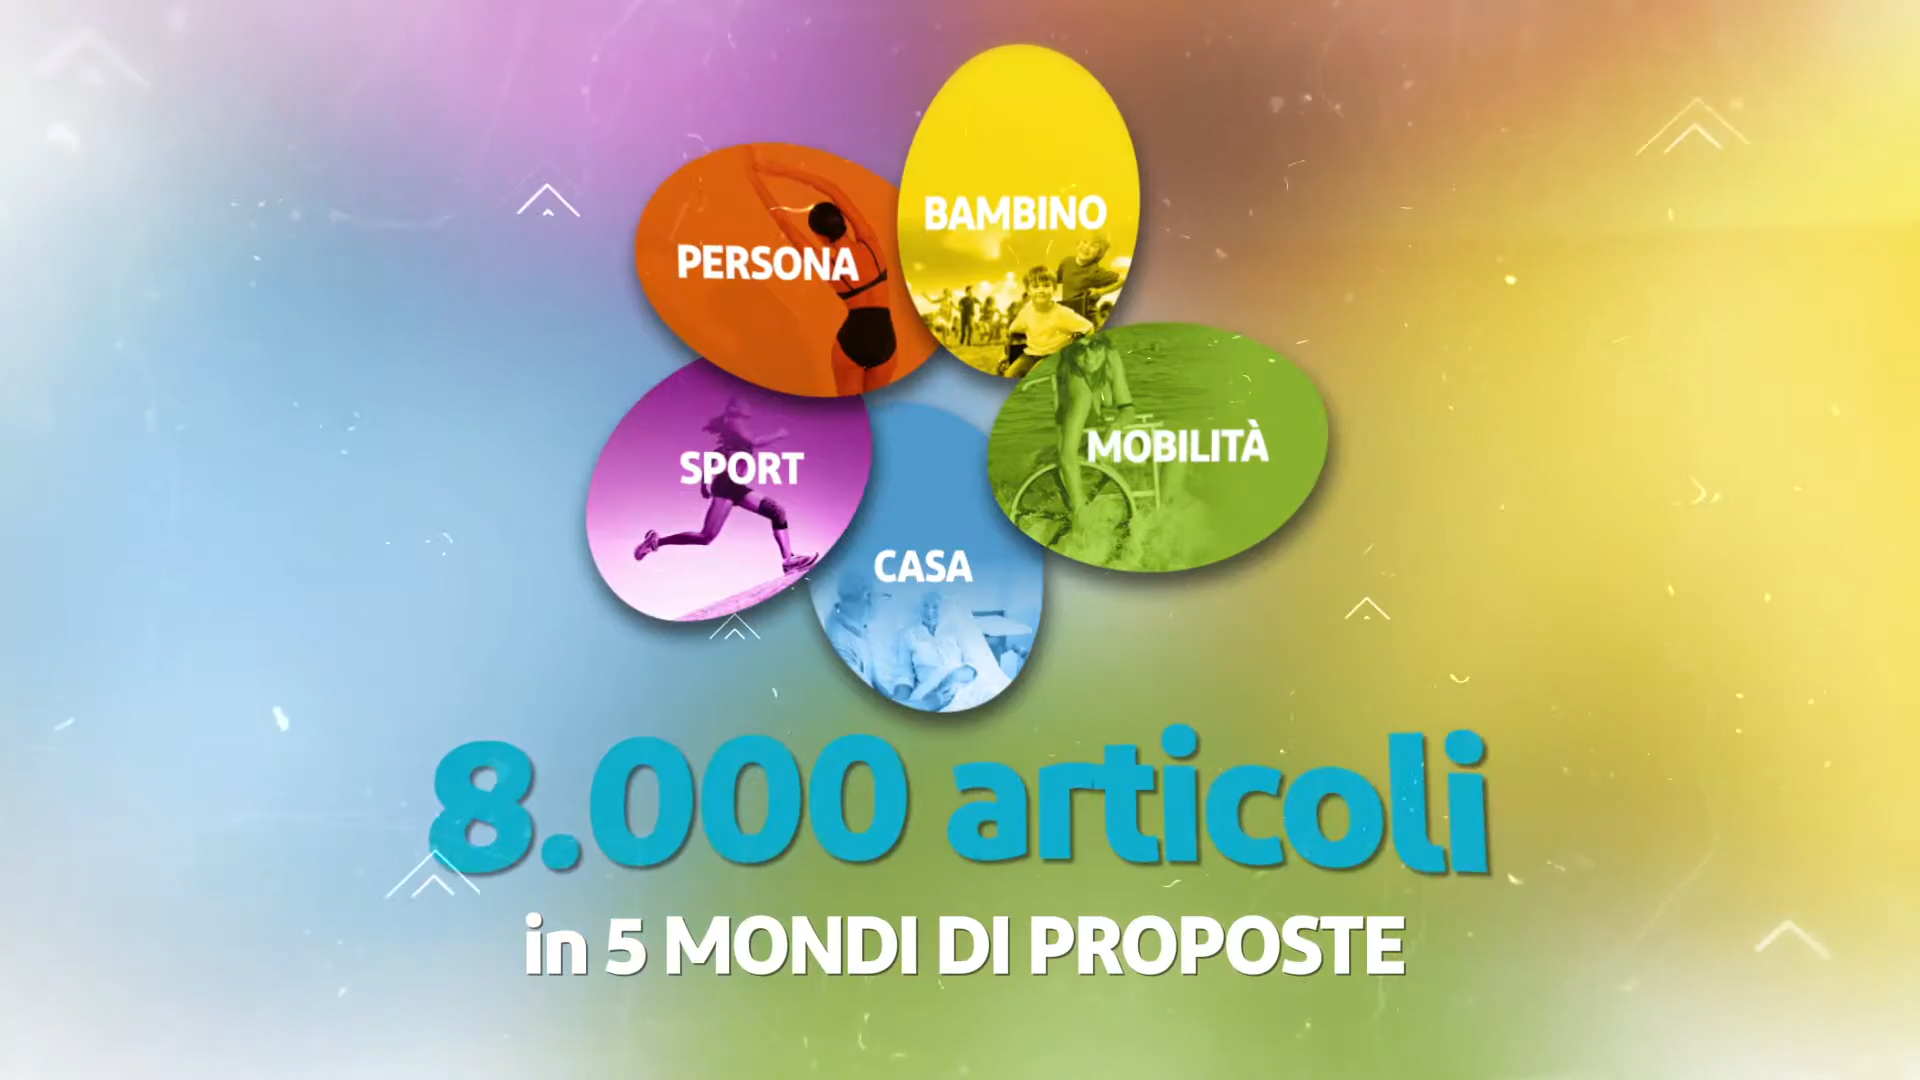 BAMBINO
PERSONA
MOBILITÀ
SPORT
CASA
8.000 articoli
in 5 MONDI DI PROPOSTE